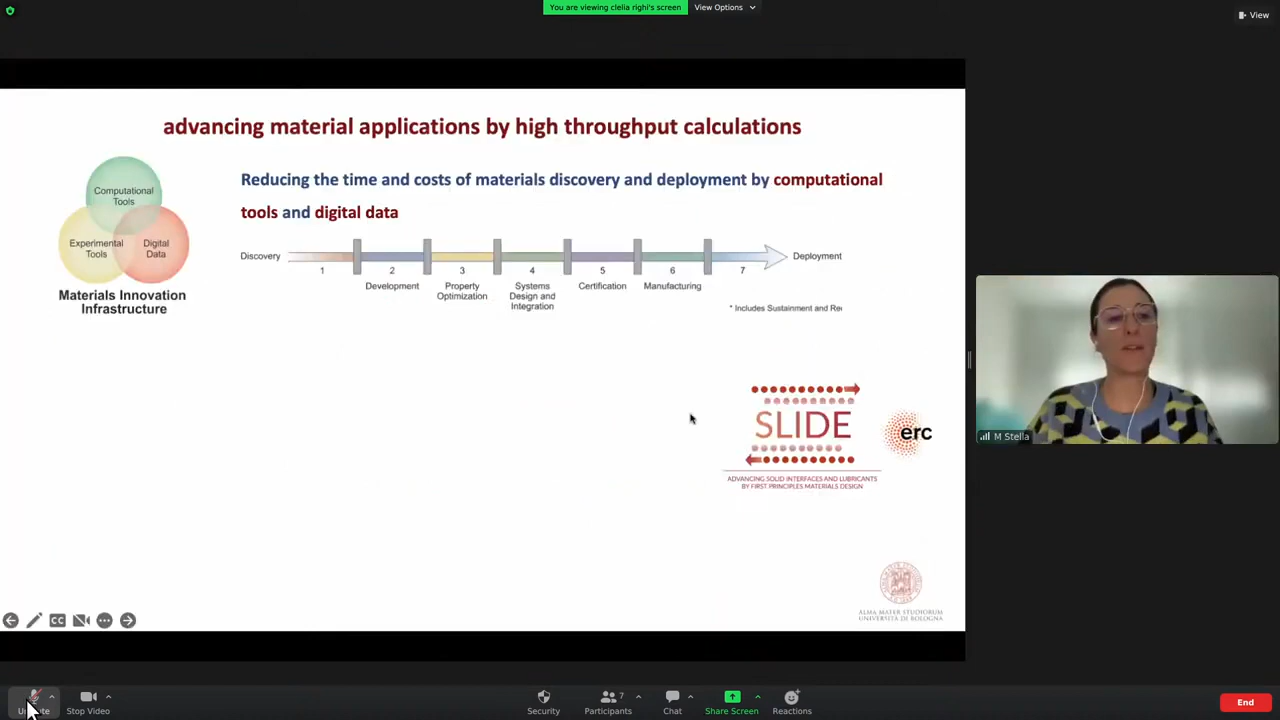 You are viewing clelia righi's screen
View Options
View
advancing material applications by high throughput calculations
Computational
Tools
Experimental
Tools
Digital
Data
Materials Innovation
Infrastructure
Reducing the time and costs of materials discovery and deployment by computational
tools and digital data
Discovery
Deployment
1
2
3
4
5
6
7
Development
Property
Optimization
Systems
Design and
Integration
Certification
Manufacturing
* Includes Sustainment and Rec
SLIDE
erc
ADVANCING SOLID INTERFACES AND LUBRICANTS
BY FIRST PRINCIPLES MATERIALS DESIGN
M Stella
ALMA MATER STUDIORUM
UNIVERSITÀ DI BOLOGNA
CC
Unmute
Stop Video
Security
7
Participants
Chat
Share Screen
Reactions
End